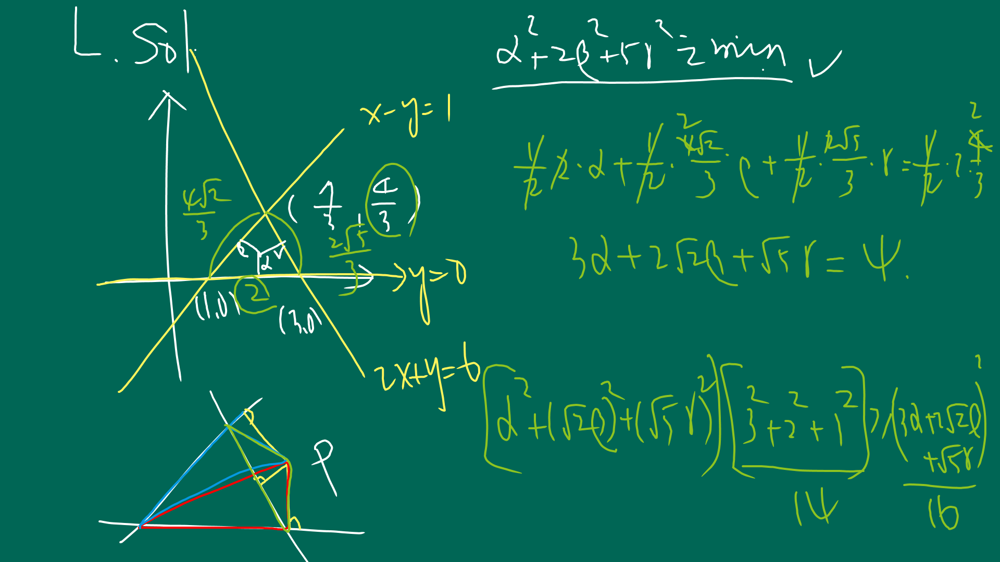 L. Sol
α²+2β²+5γ² = min
x-y=1
1/2 · 2 · α + 1/2 · 4√2/3 · β + 1/2 · 2√5/3 · γ = 1/2 · 2 · 4/3
2
2
4√2/3
(7/3, 4/3)
2√5/3
β γ
α
3α+2√2β+√5γ=4.
y=0
(1,0)
2
(3,0)
2x+y=6
[α²+(√2β)²+(√5γ)²][3²+2²+1²]≥(3α+2√2β
+√5γ)²
14
16
P